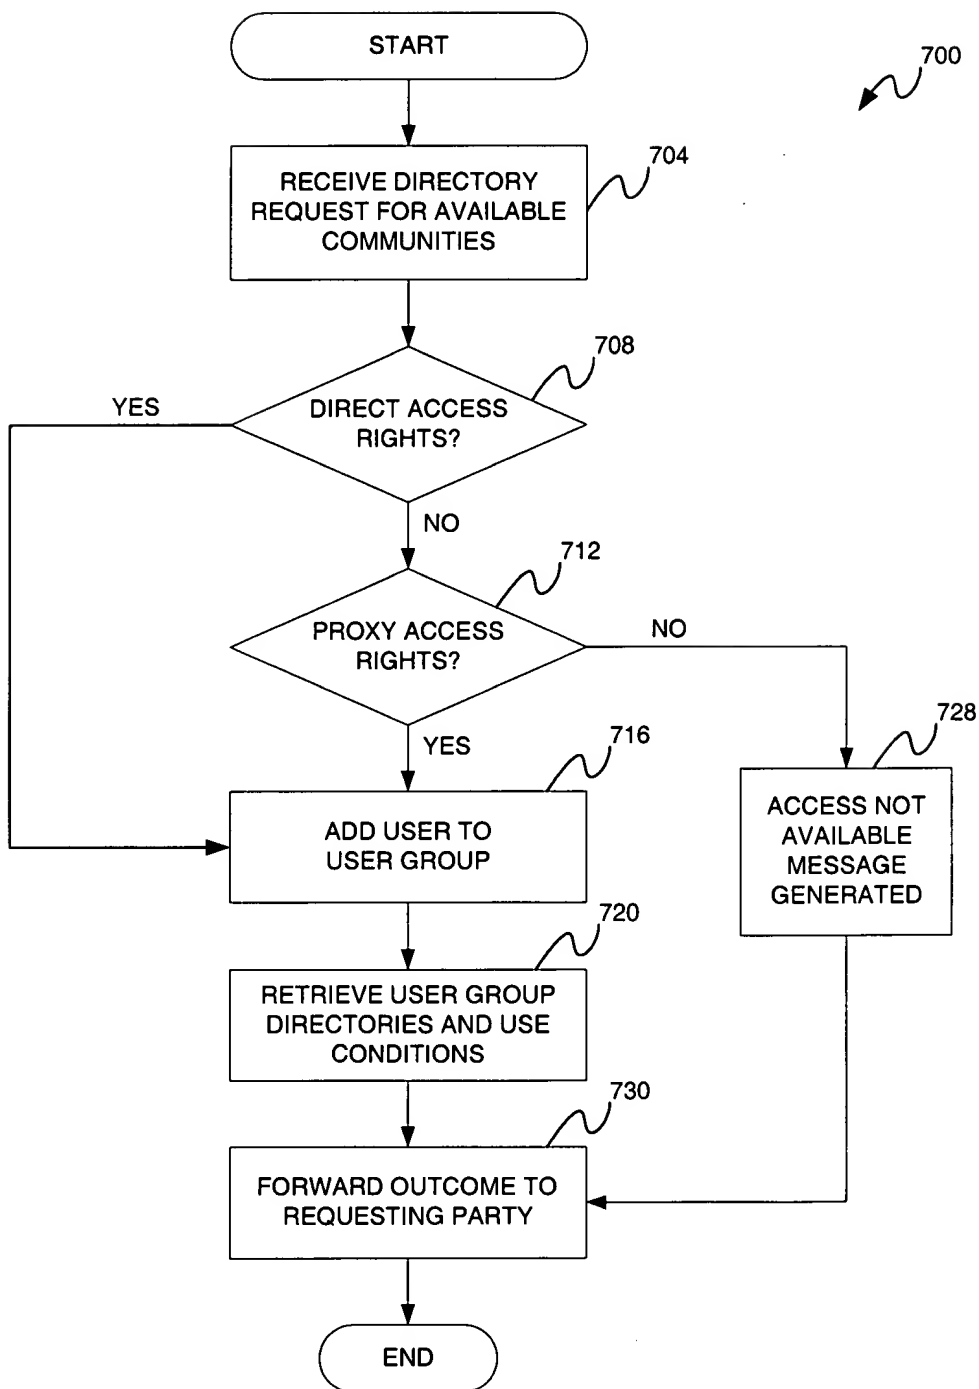 START
700
704
RECEIVE DIRECTORY
REQUEST FOR AVAILABLE
COMMUNITIES
708
YES
DIRECT ACCESS
RIGHTS?
NO
712
PROXY ACCESS
RIGHTS?
NO
YES
716
728
ADD USER TO
USER GROUP
ACCESS NOT
AVAILABLE
MESSAGE
GENERATED
720
RETRIEVE USER GROUP
DIRECTORIES AND USE
CONDITIONS
730
FORWARD OUTCOME TO
REQUESTING PARTY
END